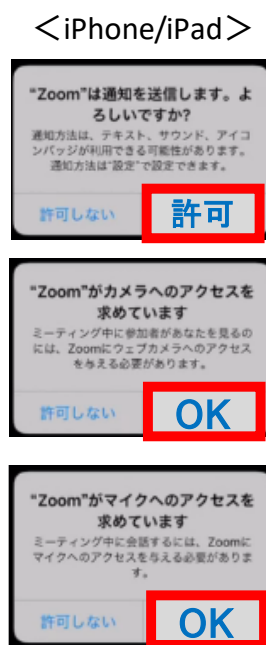 ＜iPhone/iPad＞
“Zoom”は通知を送信します。よ
ろしいですか?
通知方法は、テキスト、サウンド、アイコ
ンバッジが利用できる可能性があります。
通知方法は“設定”で設定できます。
許可しない 許可
“Zoom”がカメラへのアクセスを
求めています
ミーティング中に参加者があなたを見るの
には、Zoomにウェブカメラへのアクセス
を与える必要があります。
許可しない OK
“Zoom”がマイクへのアクセスを
求めています
ミーティング中に会話するには、Zoomに
マイクへのアクセスを与える必要がありま
す。
許可しない OK